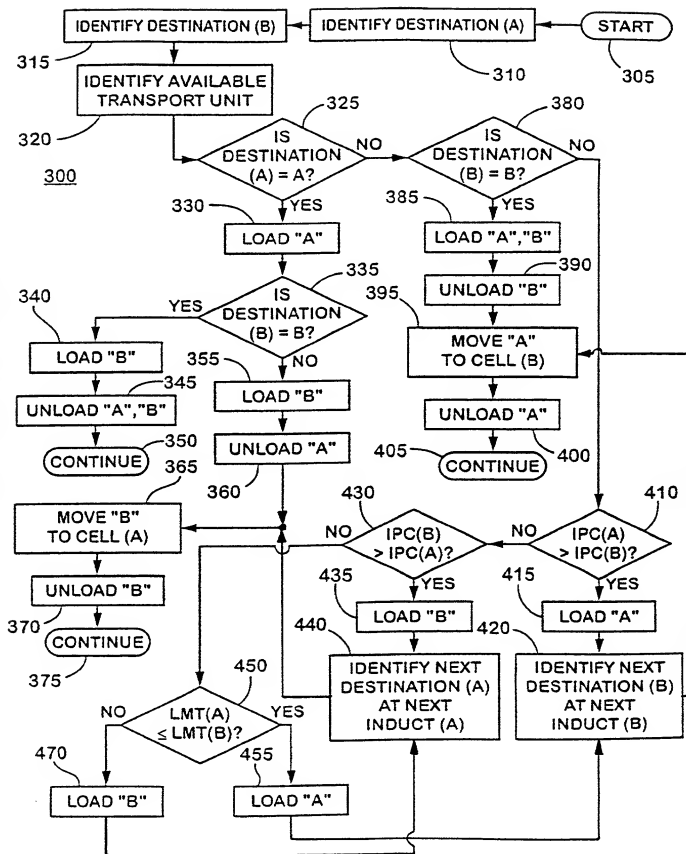 IDENTIFY DESTINATION (B)
IDENTIFY DESTINATION (A)
START
315
310
305
IDENTIFY AVAILABLE
TRANSPORT UNIT
320
300
325
IS
DESTINATION
(A) = A?
NO
YES
380
IS
DESTINATION
(B) = B?
NO
YES
330
LOAD "A"
385
LOAD "A","B"
335
IS
DESTINATION
(B) = B?
YES
NO
390
UNLOAD "B"
395
MOVE "A"
TO CELL (B)
340
LOAD "B"
345
UNLOAD "A","B"
350
CONTINUE
355
LOAD "B"
UNLOAD "A"
360
UNLOAD "A"
400
405
CONTINUE
365
MOVE "B"
TO CELL (A)
UNLOAD "B"
370
CONTINUE
375
430
NO
IPC(B)
> IPC(A)?
YES
410
NO
IPC(A)
> IPC(B)?
YES
435
LOAD "B"
415
LOAD "A"
440
IDENTIFY NEXT
DESTINATION (A)
AT NEXT
INDUCT (A)
420
IDENTIFY NEXT
DESTINATION (B)
AT NEXT
INDUCT (B)
450
NO
LMT(A)
≤ LMT(B)?
YES
470
LOAD "B"
455
LOAD "A"